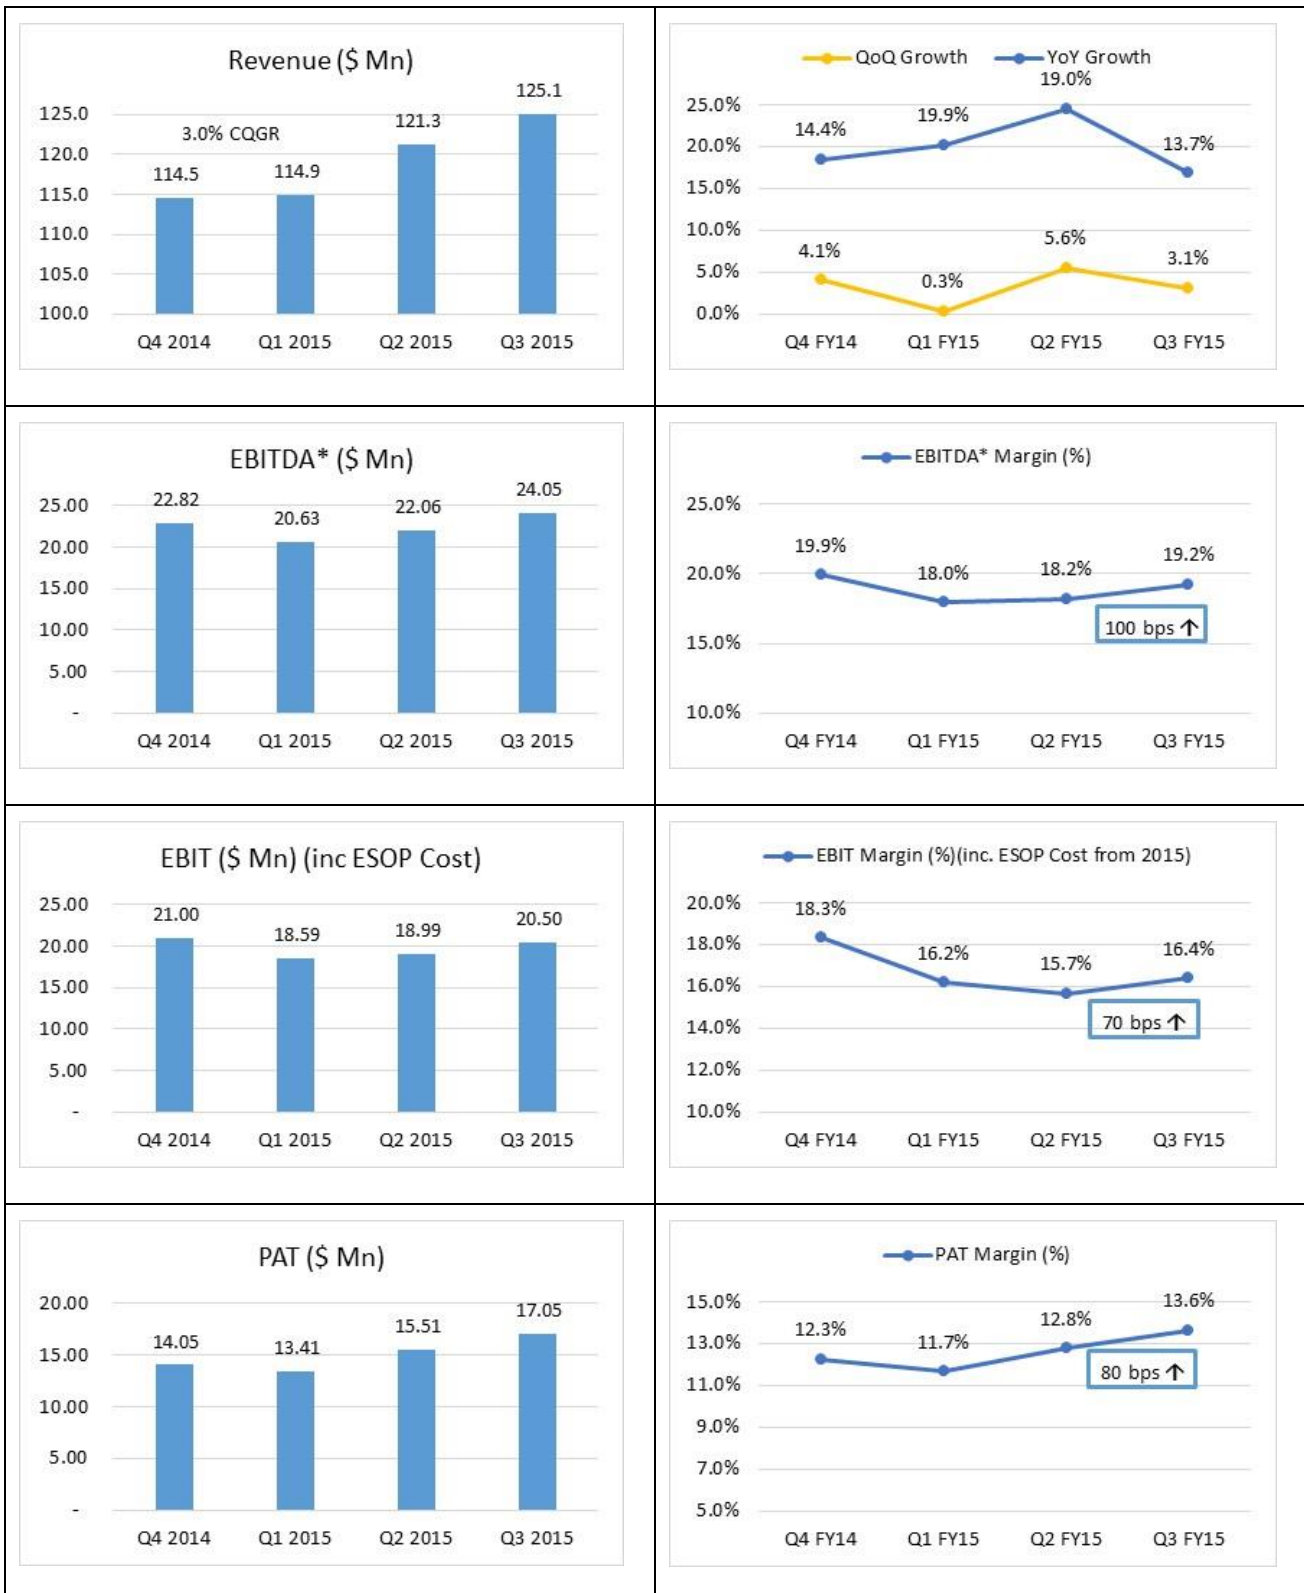 Revenue ($ Mn)
125.0
120.0
115.0
110.0
105.0
100.0
3.0% CQGR
114.5
114.9
121.3
125.1
Q4 2014
Q1 2015
Q2 2015
Q3 2015
QoQ Growth
YoY Growth
25.0%
20.0%
15.0%
10.0%
5.0%
0.0%
14.4%
19.9%
19.0%
13.7%
4.1%
0.3%
5.6%
3.1%
Q4 FY14
Q1 FY15
Q2 FY15
Q3 FY15
EBITDA* ($ Mn)
25.00
20.00
15.00
10.00
5.00
-
22.82
20.63
22.06
24.05
Q4 2014
Q1 2015
Q2 2015
Q3 2015
EBITDA* Margin (%)
25.0%
20.0%
15.0%
10.0%
19.9%
18.0%
18.2%
19.2%
100 bps ↑
Q4 FY14
Q1 FY15
Q2 FY15
Q3 FY15
EBIT ($ Mn) (inc ESOP Cost)
25.00
20.00
15.00
10.00
5.00
-
21.00
18.59
18.99
20.50
Q4 2014
Q1 2015
Q2 2015
Q3 2015
EBIT Margin (%)(inc. ESOP Cost from 2015)
20.0%
18.0%
16.0%
14.0%
12.0%
10.0%
18.3%
16.2%
15.7%
16.4%
70 bps ↑
Q4 FY14
Q1 FY15
Q2 FY15
Q3 FY15
PAT ($ Mn)
20.00
15.00
10.00
5.00
-
14.05
13.41
15.51
17.05
Q4 2014
Q1 2015
Q2 2015
Q3 2015
PAT Margin (%)
15.0%
13.0%
11.0%
9.0%
7.0%
5.0%
12.3%
11.7%
12.8%
13.6%
80 bps ↑
Q4 FY14
Q1 FY15
Q2 FY15
Q3 FY15